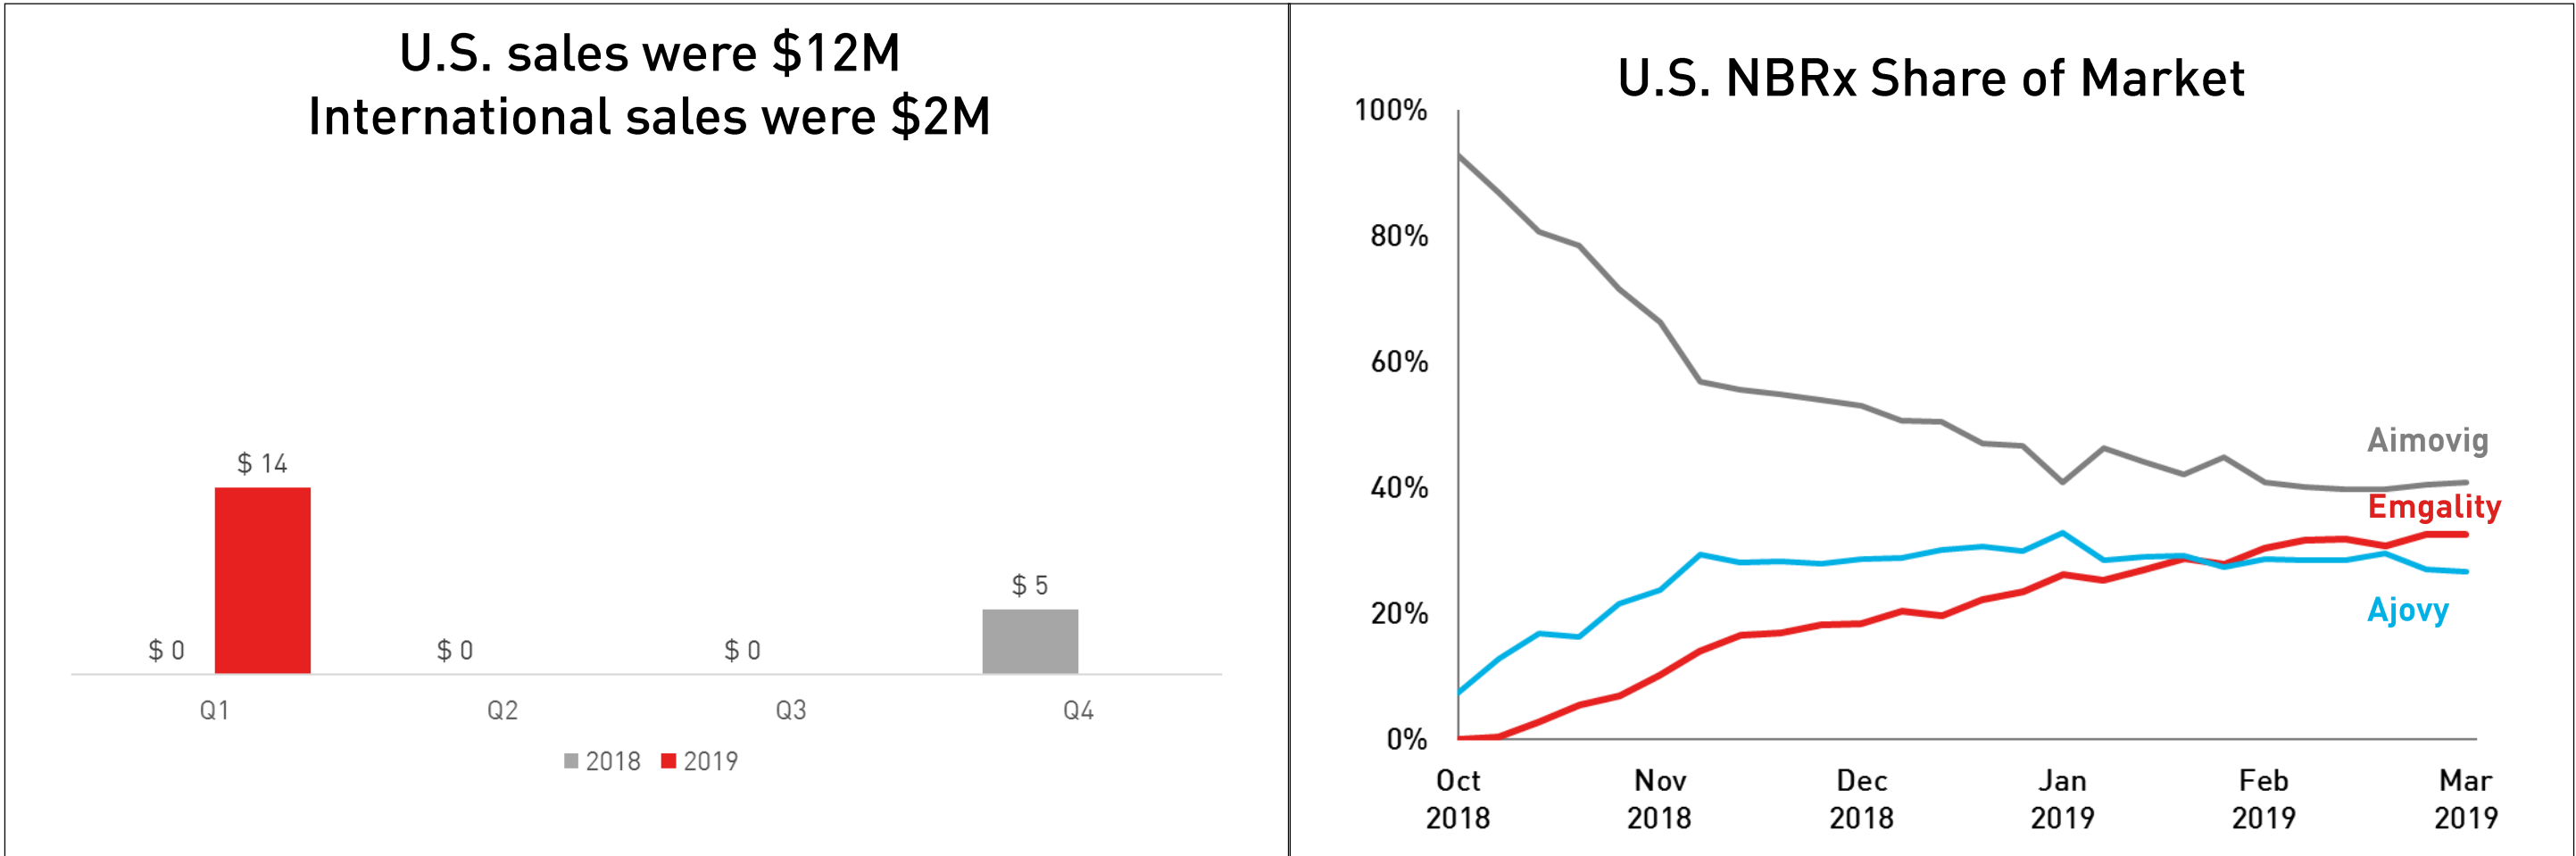 U.S. sales were $12M
International sales were $2M
$ 14
$ 5
$ 0
$ 0
$ 0
Q1
Q2
Q3
Q4
2018
2019
U.S. NBRx Share of Market
100%
80%
60%
40%
20%
0%
Aimovig
Emgality
Ajovy
Oct
2018
Nov
2018
Dec
2018
Jan
2019
Feb
2019
Mar
2019